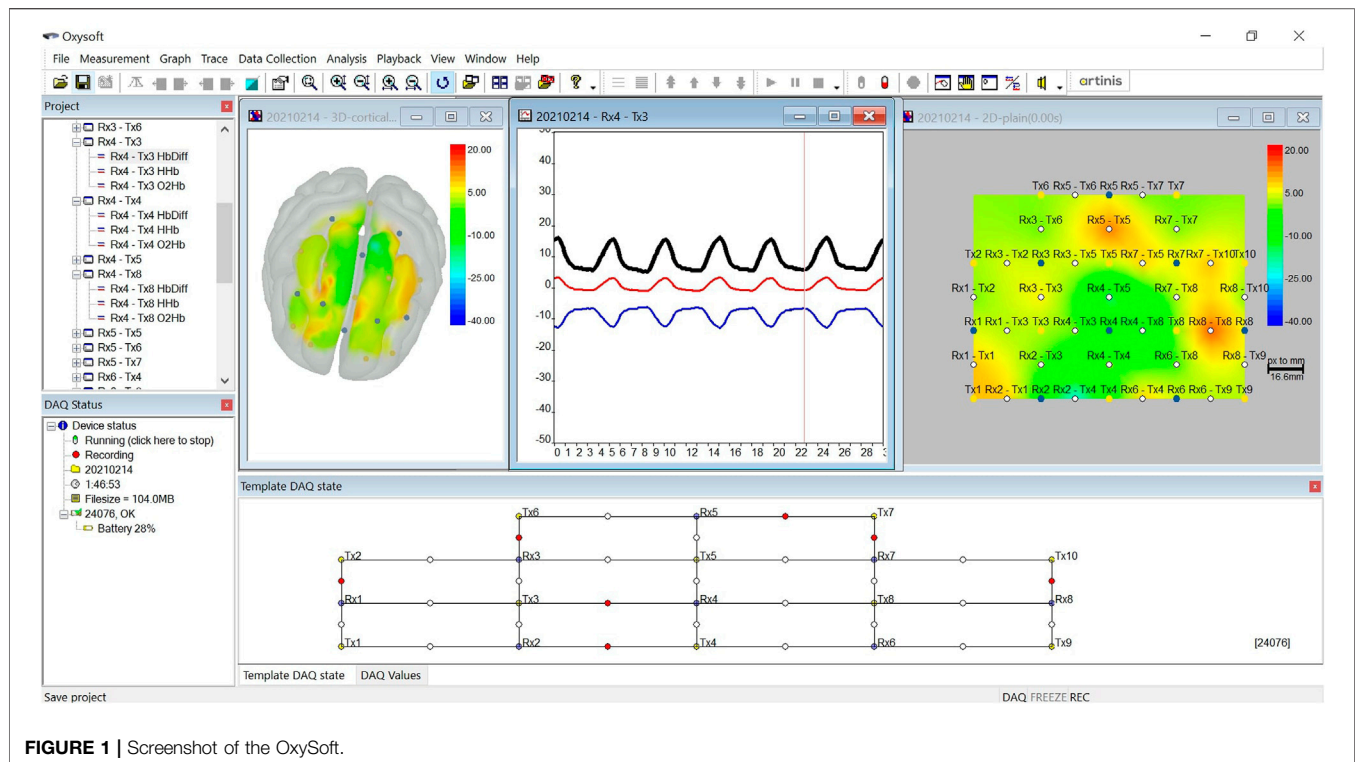 Oxysoft
File Measurement Graph Trace Data Collection Analysis Playback View Window Help
artinis
Project
Rx3 - Tx6
Rx4 - Tx3
Rx4 - Tx3 HbDiff
Rx4 - Tx3 HHb
Rx4 - Tx3 O2Hb
Rx4 - Tx4
Rx4 - Tx4 HbDiff
Rx4 - Tx4 HHb
Rx4 - Tx4 O2Hb
Rx4 - Tx5
Rx4 - Tx8
Rx4 - Tx8 HbDiff
Rx4 - Tx8 HHb
Rx4 - Tx8 O2Hb
Rx5 - Tx5
Rx5 - Tx6
Rx5 - Tx7
Rx6 - Tx4
DAQ Status
Device status
Running (click here to stop)
Recording
20210214
1:46:53
Filesize = 104.0MB
24076, OK
Battery 28%
20210214 - 3D-cortical...
20.00
5.00
-10.00
-25.00
-40.00
20210214 - Rx4 - Tx3
50
40
30
20
10
0
-10
-20
-30
-40
-50
0 1 2 3 4 5 6 7 8 9 10 12 14 16 18 20 22 24 26 28 3
20210214 - 2D-plain(0.00s)
Tx6 Rx5 - Tx6 Rx5 Rx5 - Tx7 Tx7
Rx3 - Tx6 Rx5 - Tx5 Rx7 - Tx7
Tx2 Rx3 - Tx2 Rx3 Rx3 - Tx5 Tx5 Rx7 - Tx5 Rx7 Rx7 - Tx10 Tx10
Rx1 - Tx2 Rx3 - Tx3 Rx4 - Tx5 Rx7 - Tx8 Rx8 - Tx10
Rx1 Rx1 - Tx3 Tx3 Rx4 - Tx3 Rx4 Rx4 - Tx8 Tx8 Rx8 - Tx8 Rx8
Rx1 - Tx1 Rx2 - Tx3 Rx4 - Tx4 Rx6 - Tx8 Rx8 - Tx9
Tx1 Rx2 - Tx1 Rx2 Rx2 - Tx4 Tx4 Rx6 - Tx4 Rx6 Rx6 - Tx9 Tx9
20.00
5.00
-10.00
-25.00
-40.00
px to mm
16.6mm
Template DAQ state
Tx6 Rx5 Tx7
Tx2 Rx3 Tx5 Rx7 Tx10
Rx1 Tx3 Rx4 Tx8 Rx8
Tx1 Rx2 Tx4 Rx6 Tx9
[24076]
Template DAQ state DAQ Values
Save project
DAQ FREEZE REC
FIGURE 1 | Screenshot of the OxySoft.